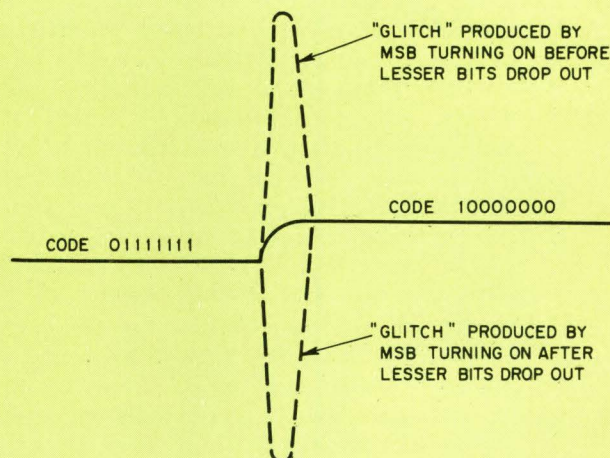 "GLITCH" PRODUCED BY
MSB TURNING ON BEFORE
LESSER BITS DROP OUT
CODE 10000000
CODE 01111111
"GLITCH" PRODUCED BY
MSB TURNING ON AFTER
LESSER BITS DROP OUT